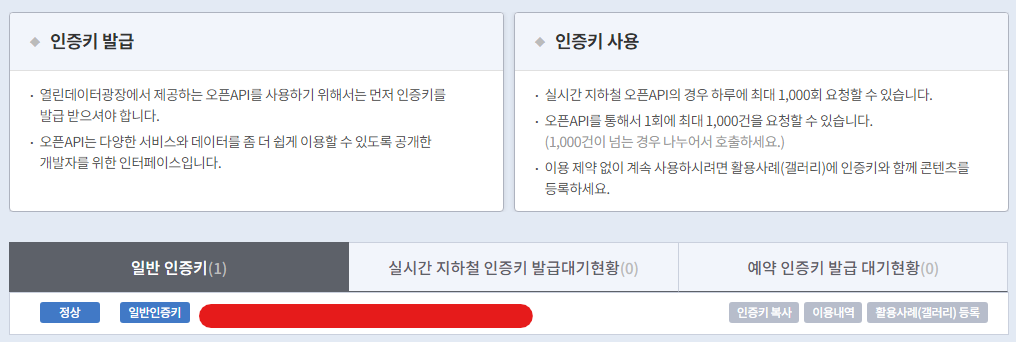 인증키 발급
· 열린데이터광장에서 제공하는 오픈API를 사용하기 위해서는 먼저 인증키를
발급 받으셔야 합니다.
· 오픈API는 다양한 서비스와 데이터를 좀 더 쉽게 이용할 수 있도록 공개한
개발자를 위한 인터페이스입니다.
인증키 사용
· 실시간 지하철 오픈API의 경우 하루에 최대 1,000회 요청할 수 있습니다.
· 오픈API를 통해서 1회에 최대 1,000건을 요청할 수 있습니다.
(1,000건이 넘는 경우 나누어서 호출하세요.)
· 이용 제약 없이 계속 사용하시려면 활용사례(갤러리)에 인증키와 함께 콘텐츠를
등록하세요.
일반 인증키(1) 실시간 지하철 인증키 발급대기현황(0) 예약 인증키 발급 대기현황(0)
정상 일반인증키 인증키 복사 이용내역 활용사례(갤러리) 등록